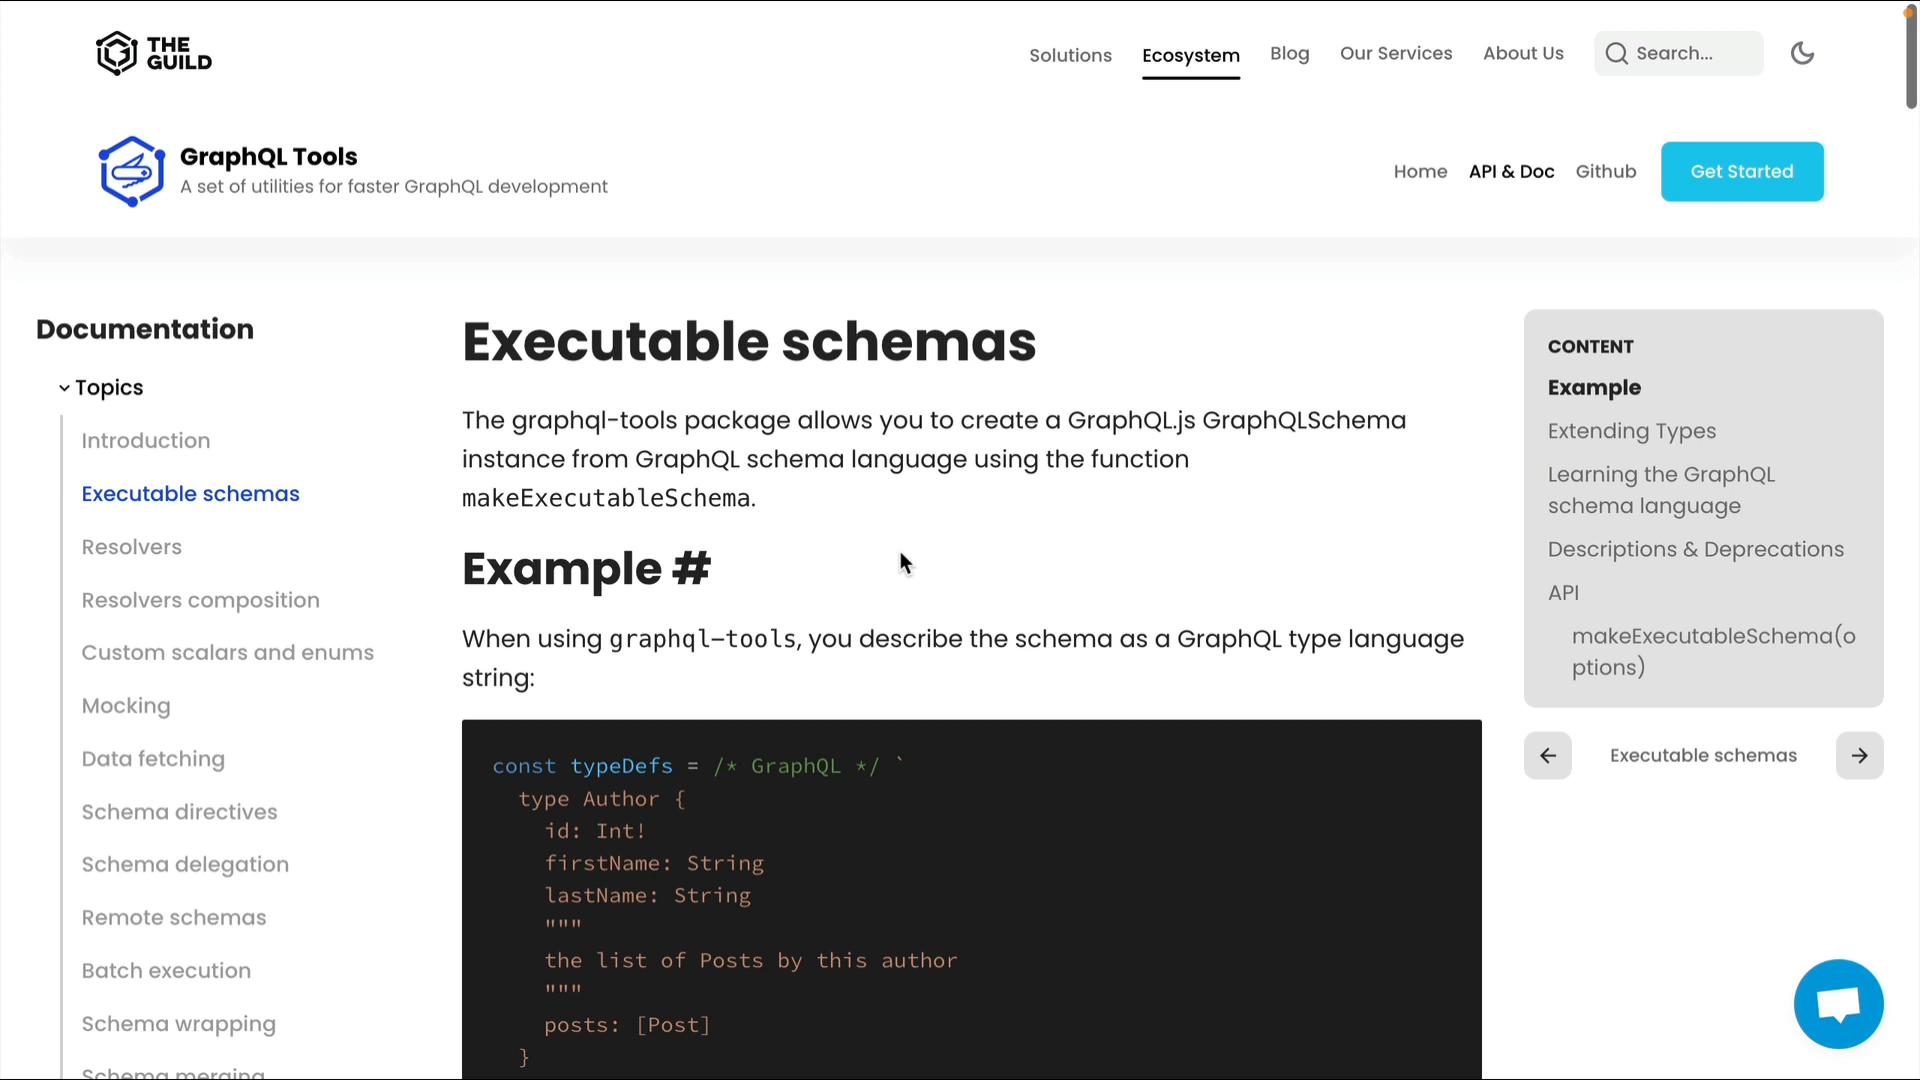 THE
GUILD
Solutions
Ecosystem
Blog
Our Services
About Us
Search...
GraphQL Tools
A set of utilities for faster GraphQL development
Home
API & Doc
Github
Get Started
Documentation
Topics
Introduction
Executable schemas
Resolvers
Resolvers composition
Custom scalars and enums
Mocking
Data fetching
Schema directives
Schema delegation
Remote schemas
Batch execution
Schema wrapping
Schema merging
Executable schemas
The graphql-tools package allows you to create a GraphQL.js GraphQLSchema
instance from GraphQL schema language using the function
makeExecutableSchema.
Example #
When using graphql-tools, you describe the schema as a GraphQL type language
string:
const typeDefs = /* GraphQL */ `
type Author {
id: Int!
firstName: String
lastName: String
"""
the list of Posts by this author
"""
posts: [Post]
}
CONTENT
Example
Extending Types
Learning the GraphQL
schema language
Descriptions & Deprecations
API
makeExecutableSchema(o
ptions)
Executable schemas